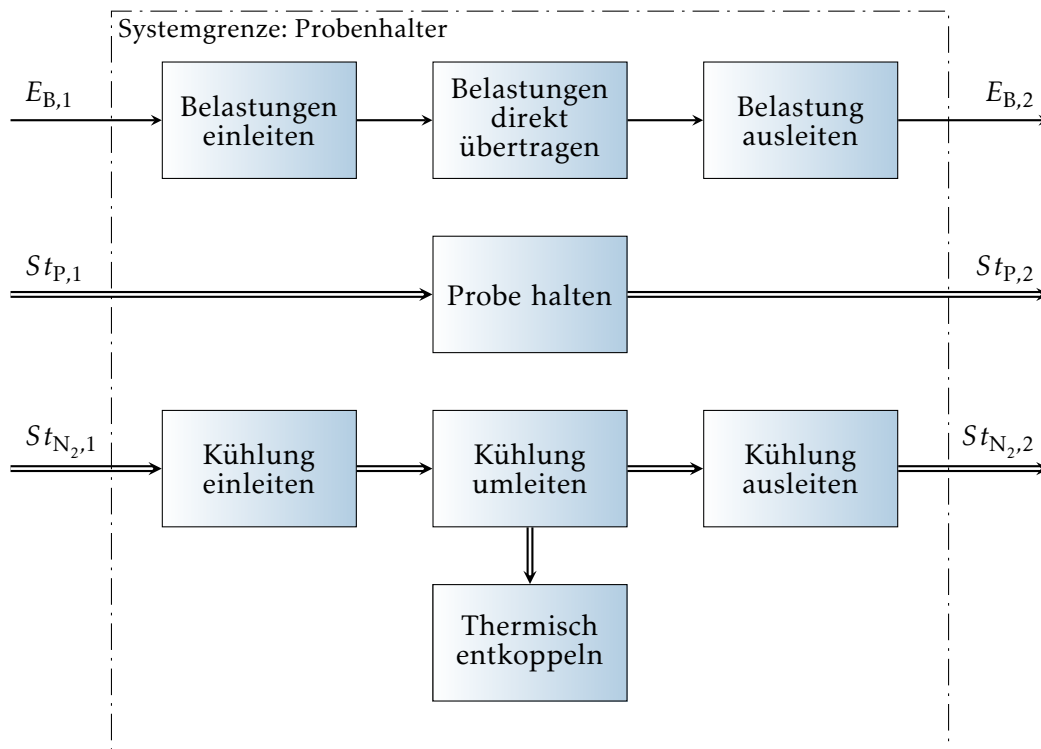 Systemgrenze: Probenhalter
E_B,1
Belastungen
einleiten
Belastungen
direkt
übertragen
Belastung
ausleiten
E_B,2
St_P,1
Probe halten
St_P,2
St_N₂,1
Kühlung
einleiten
Kühlung
umleiten
Kühlung
ausleiten
St_N₂,2
Thermisch
entkoppeln